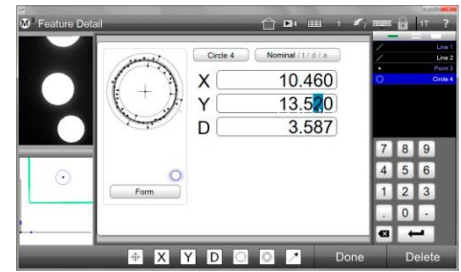 M Feature Detail
1
1T
?
Circle 4
Nominal / t / d / a
Line 1
Line 2
Point 3
Circle 4
X 10.460
Y 13.520
D 3.587
Form
7 8 9
4 5 6
1 2 3
. 0 -
X Y D
Done
Delete